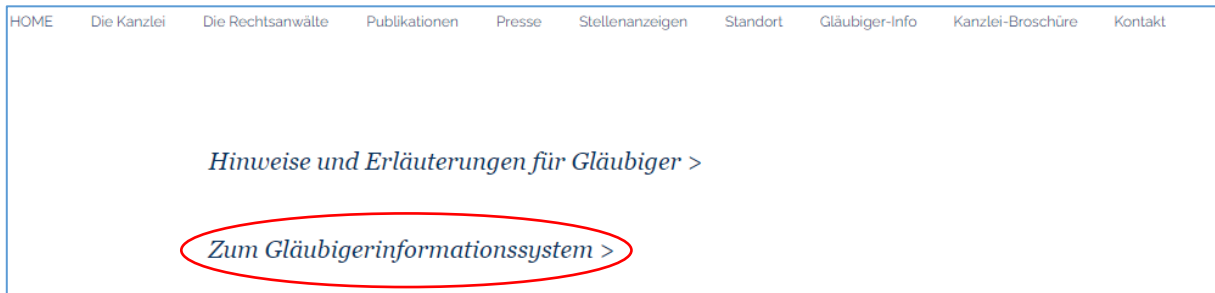 HOME Die Kanzlei Die Rechtsanwälte Publikationen Presse Stellenanzeigen Standort Gläubiger-Info Kanzlei-Broschüre Kontakt
Hinweise und Erläuterungen für Gläubiger >
Zum Gläubigerinformationssystem >